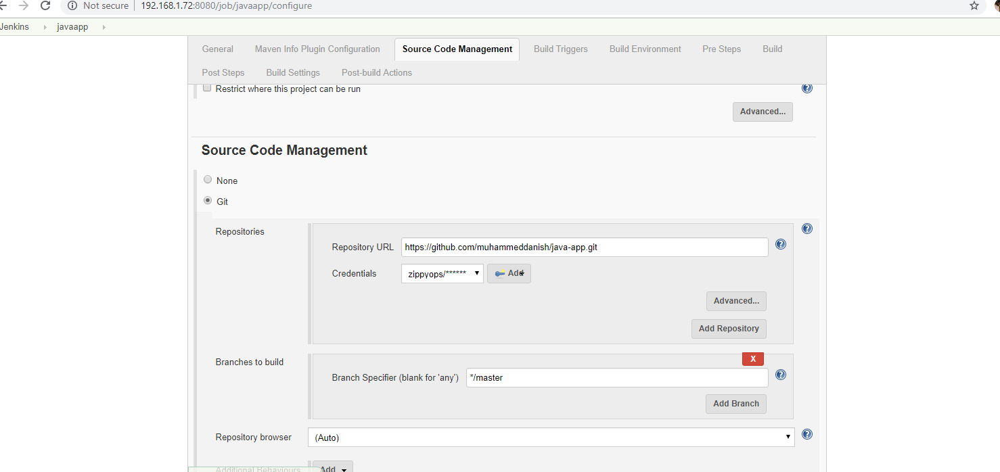 Not secure 192.168.1.72:8080/job/javaapp/configure
Jenkins javaapp
General Maven Info Plugin Configuration Source Code Management Build Triggers Build Environment Pre Steps Build
Post Steps Build Settings Post-build Actions
Restrict where this project can be run
Advanced...
Source Code Management
None
Git
Repositories
Repository URL https://github.com/muhammeddanish/java-app.git
Credentials zippyops/****** Add
Advanced...
Add Repository
Branches to build
X
Branch Specifier (blank for 'any') */master
Add Branch
Repository browser (Auto)
Additional Behaviours Add